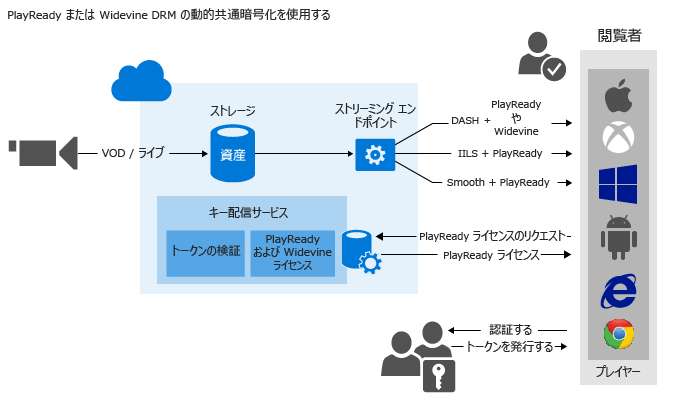 PlayReady または Widevine DRM の動的共通暗号化を使用する
閲覧者
ストレージ
ストリーミング エン
ドポイント
DASH +
PlayReady
や
Widevine
VOD / ライブ
資産
IILS + PlayReady
Smooth + PlayReady
キー配信サービス
トークンの検証
PlayReady
および Widevine
ライセンス
PlayReady ライセンスのリクエスト
PlayReady ライセンス
認証する
トークンを発行する
プレイヤー